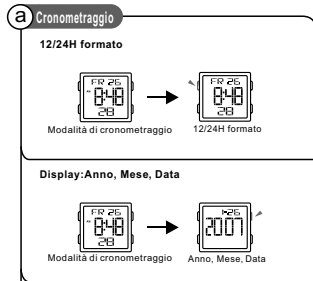 a Cronometraggio
12/24H formato
FR 26
8:48
28
FR 26
8:48
28
Modalità di cronometraggio
12/24H formato
Display:Anno, Mese, Data
FR 26
8:48
28
1-26
2007
Modalità di cronometraggio
Anno, Mese, Data